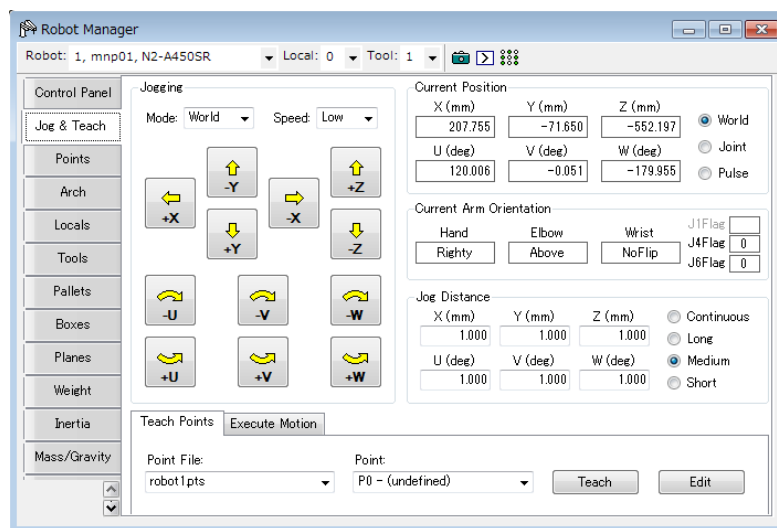 Robot Manager
Robot: 1, mnp01, N2-A450SR Local: 0 Tool: 1
Control Panel
Jog & Teach
Points
Arch
Locals
Tools
Pallets
Boxes
Planes
Weight
Inertia
Mass/Gravity
Jogging
Mode: World Speed: Low
-Y +Z
+X -X
+Y -Z
-U -V -W
+U +V +W
Current Position
X (mm) Y (mm) Z (mm)
207.755 -71.650 -552.197
U (deg) V (deg) W (deg)
120.006 -0.051 -179.955
World
Joint
Pulse
Current Arm Orientation
Hand Elbow Wrist
Righty Above NoFlip
J1Flag
J4Flag 0
J6Flag 0
Jog Distance
X (mm) Y (mm) Z (mm)
1.000 1.000 1.000
U (deg) V (deg) W (deg)
1.000 1.000 1.000
Continuous
Long
Medium
Short
Teach Points Execute Motion
Point File: Point:
robot1.pts P0 - (undefined) Teach Edit